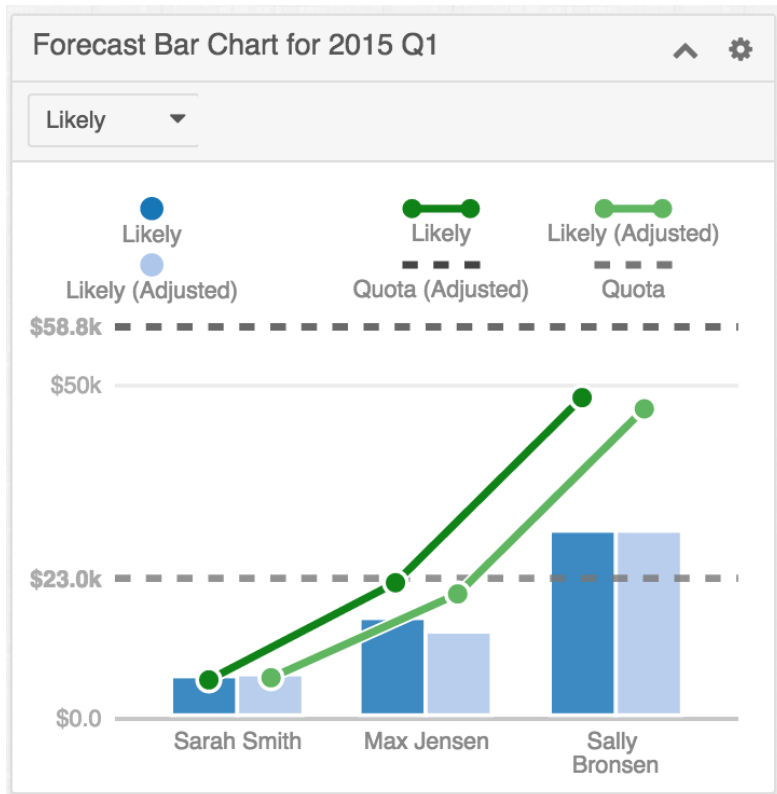 Forecast Bar Chart for 2015 Q1
Likely
Likely
Likely
Likely (Adjusted)
Likely (Adjusted)
Quota (Adjusted)
Quota
$58.8k
$50k
$23.0k
$0.0
Sarah Smith
Max Jensen
Sally
Bronsen